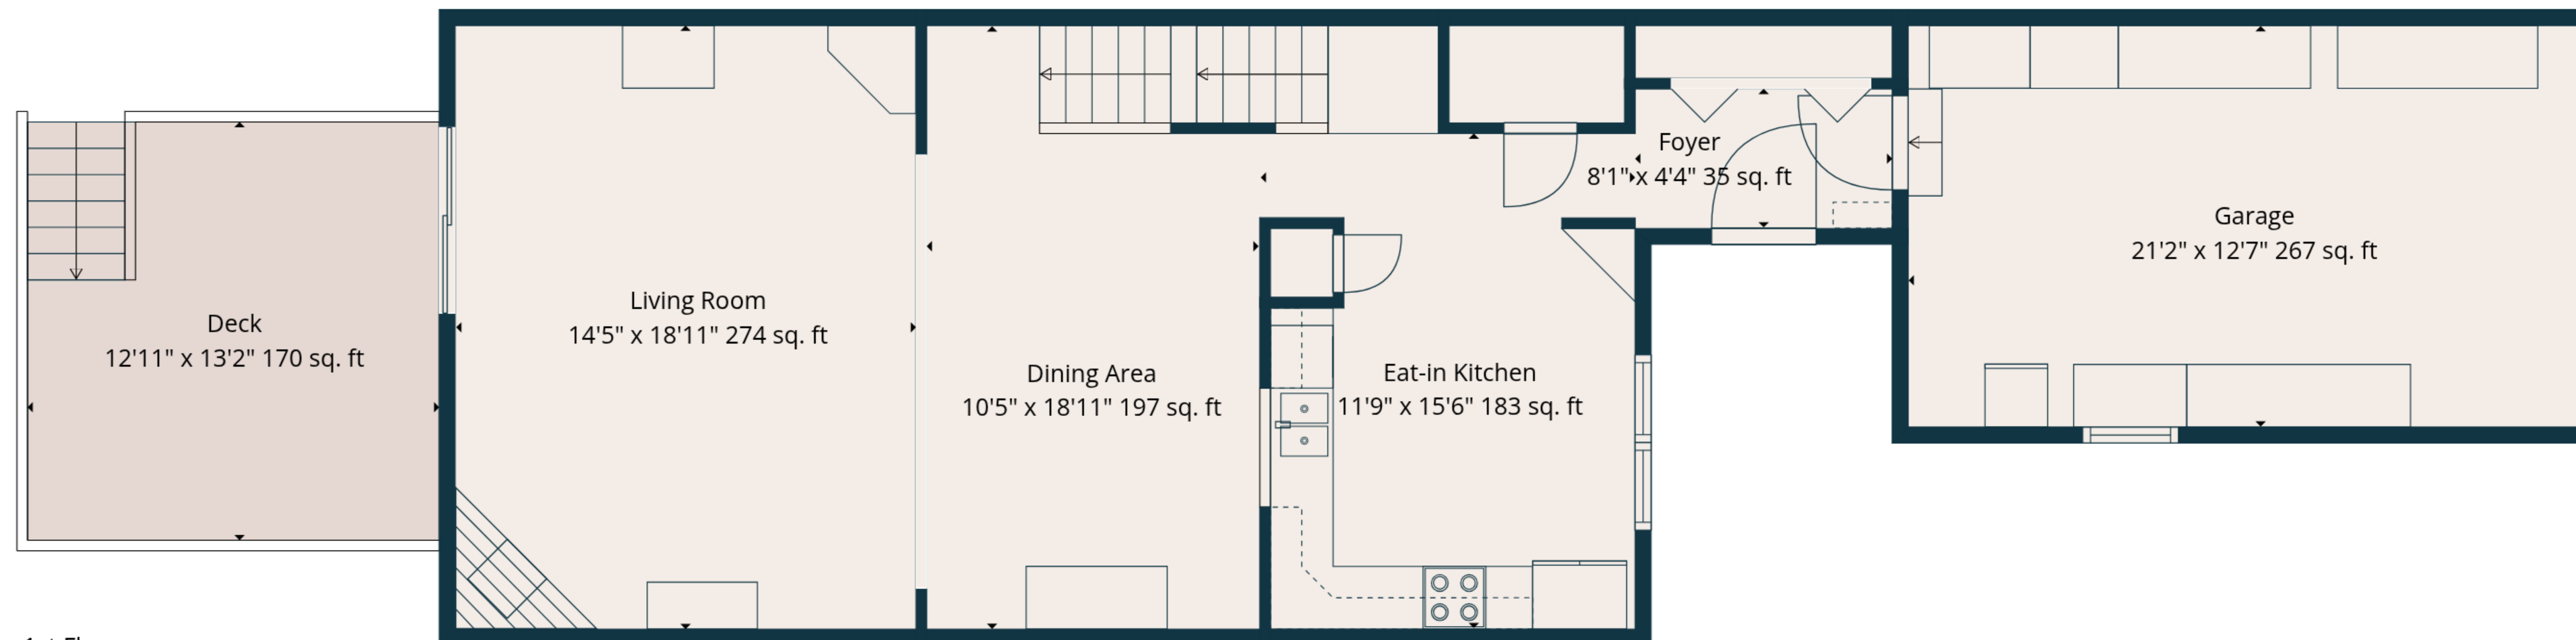 Foyer
8'1" x 4'4" 35 sq. ft
Garage
21'2" x 12'7" 267 sq. ft
Living Room
14'5" x 18'11" 274 sq. ft
Deck
12'11" x 13'2" 170 sq. ft
Dining Area
10'5" x 18'11" 197 sq. ft
Eat-in Kitchen
11'9" x 15'6" 183 sq. ft